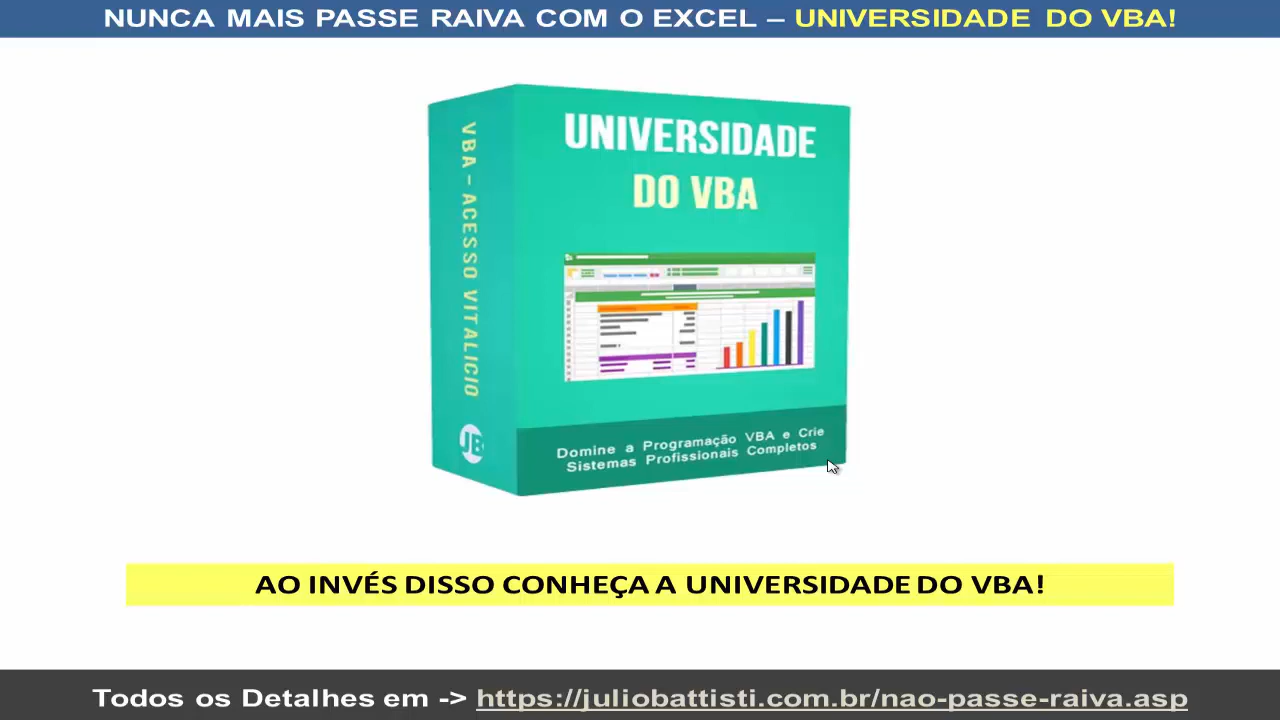 NUNCA MAIS PASSE RAIVA COM O EXCEL – UNIVERSIDADE DO VBA!
VBA – ACESSO VITALICIO
JB
UNIVERSIDADE
DO VBA
Domine a Programação VBA e Crie
Sistemas Profissionais Completos
AO INVÉS DISSO CONHEÇA A UNIVERSIDADE DO VBA!
Todos os Detalhes em -> https://juliobattisti.com.br/nao-passe-raiva.asp